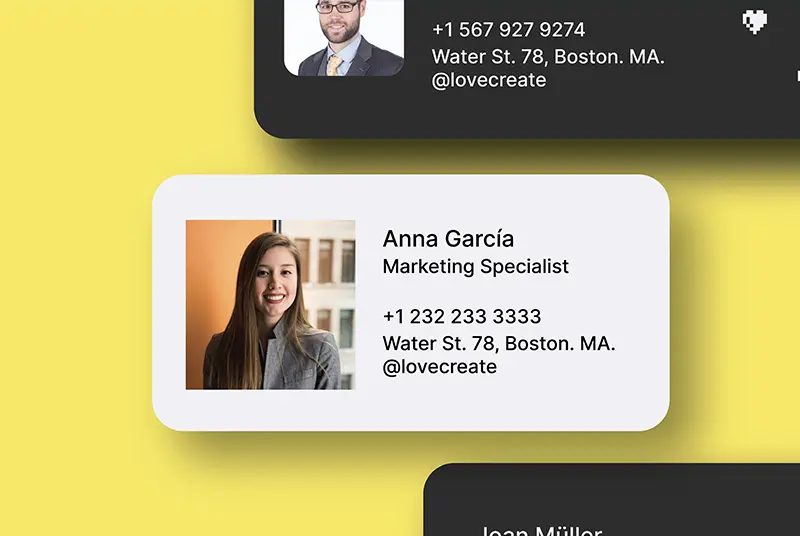 +1 567 927 9274
Water St. 78, Boston. MA.
@lovecreate
Anna García
Marketing Specialist
+1 232 233 3333
Water St. 78, Boston. MA.
@lovecreate
Müller